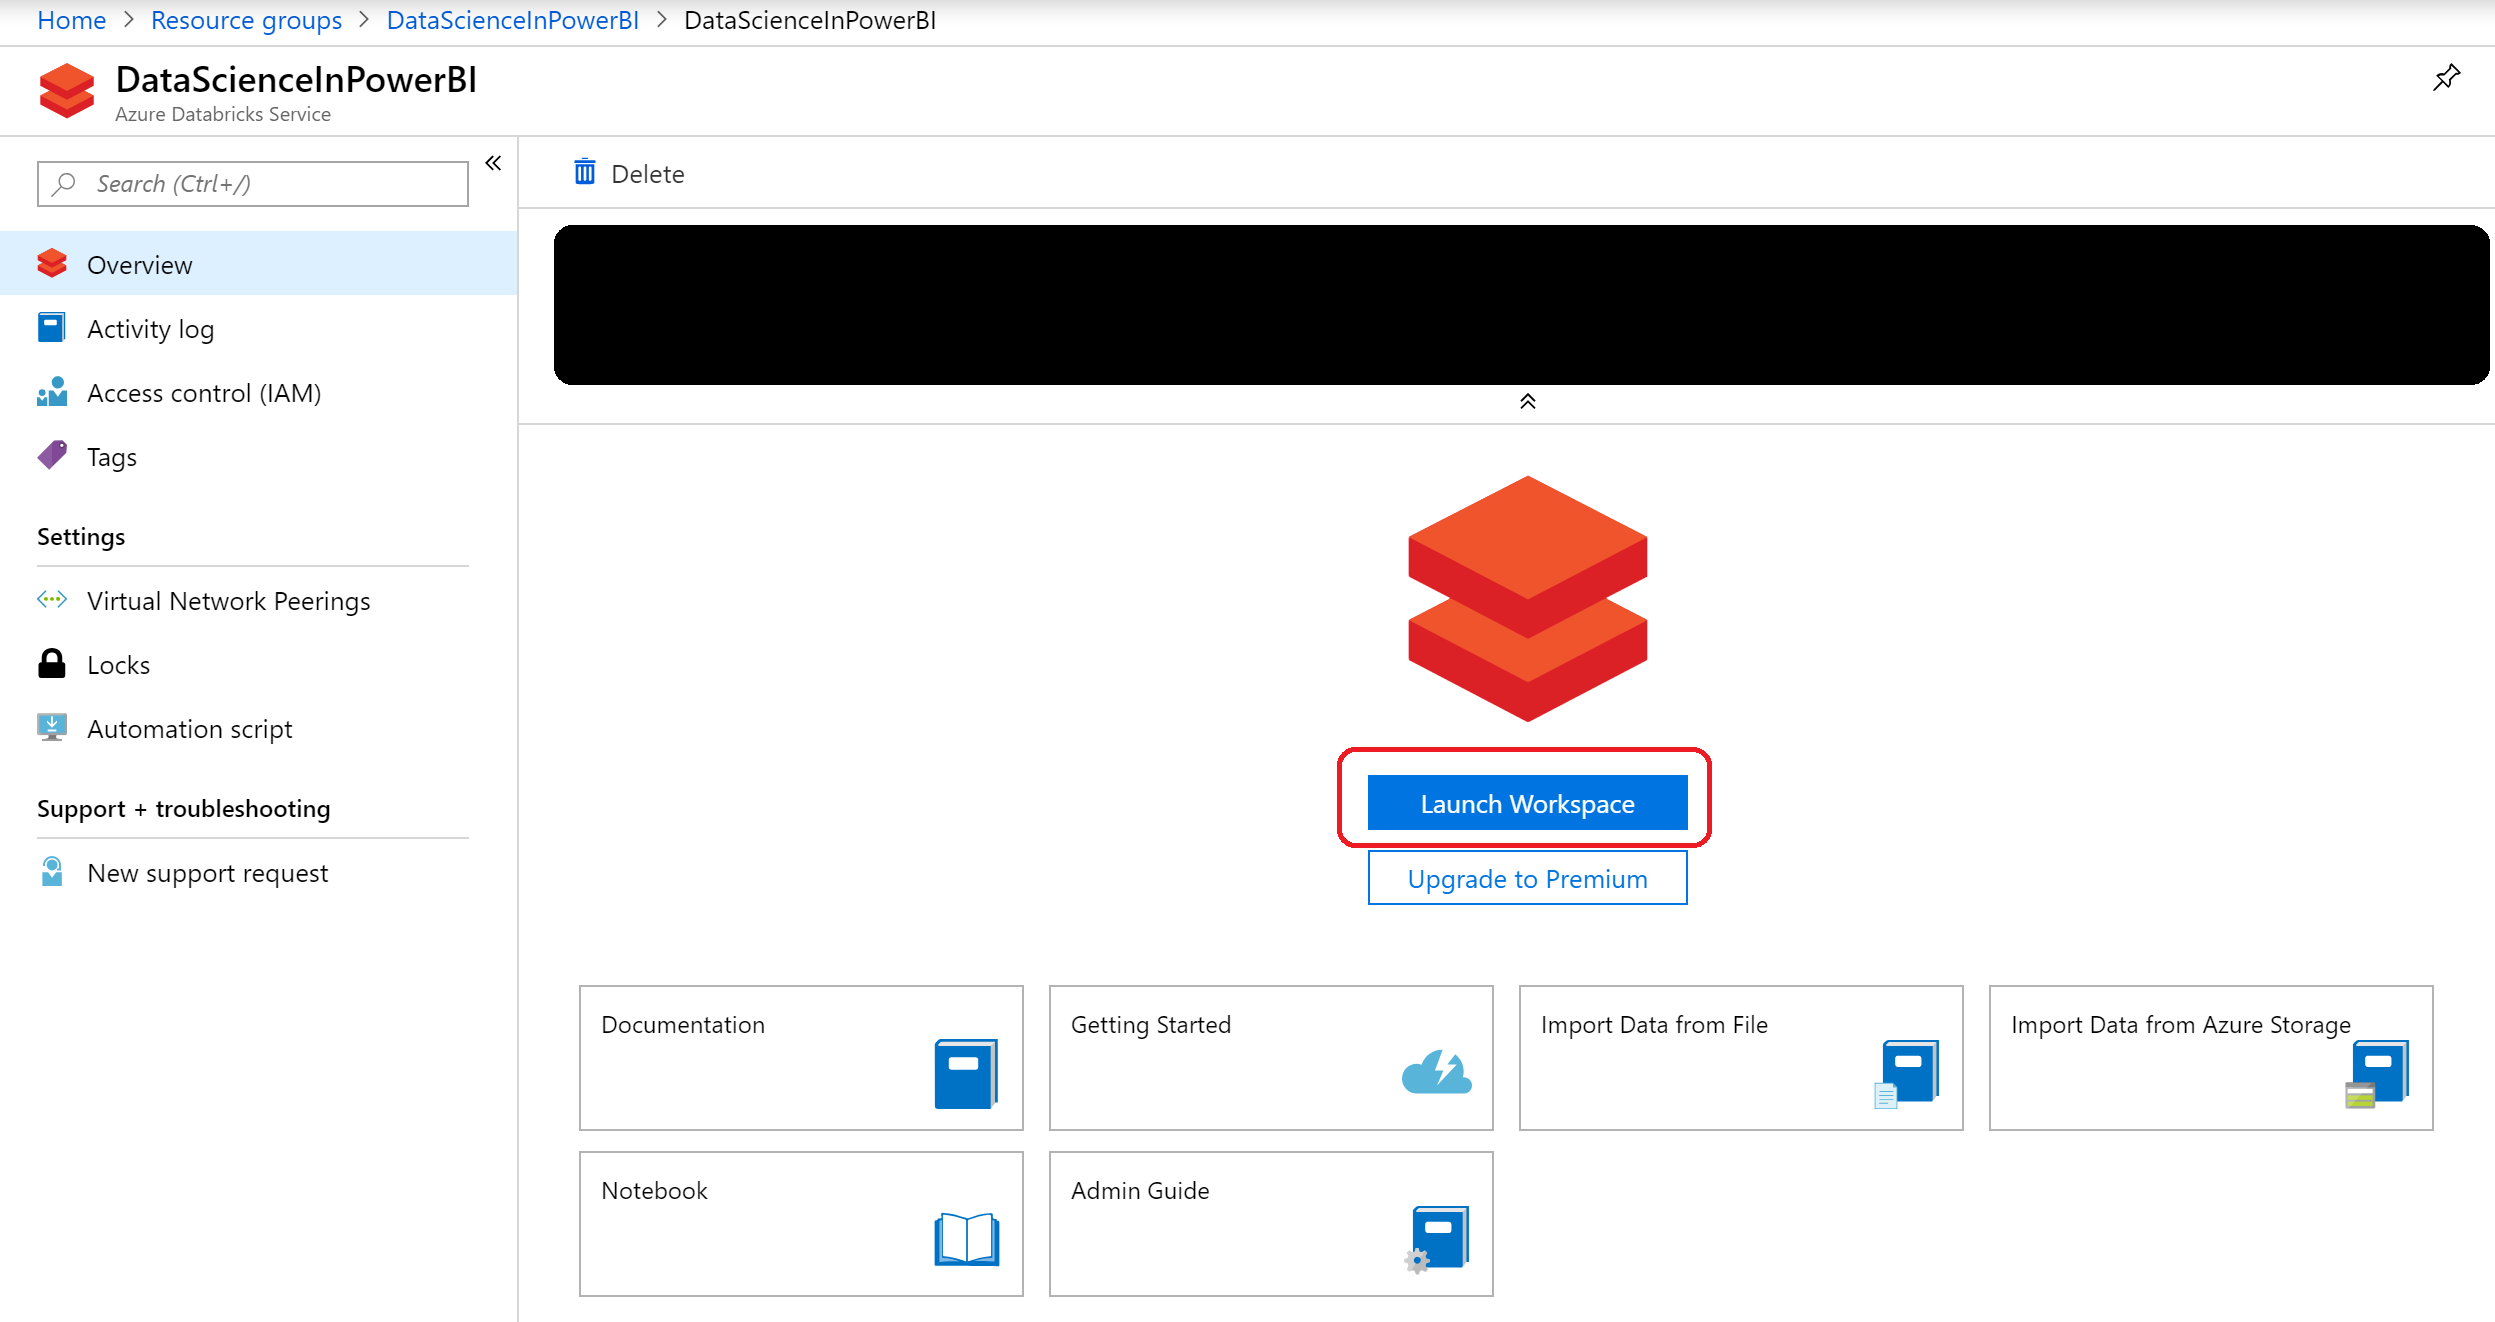 Home > Resource groups > DataScienceInPowerBI > DataScienceInPowerBI
DataScienceInPowerBI
Azure Databricks Service
Search (Ctrl+/)
Delete
Overview
Activity log
Access control (IAM)
Tags
Settings
Virtual Network Peerings
Locks
Automation script
Support + troubleshooting
New support request
Launch Workspace
Upgrade to Premium
Documentation
Getting Started
Import Data from File
Import Data from Azure Storage
Notebook
Admin Guide